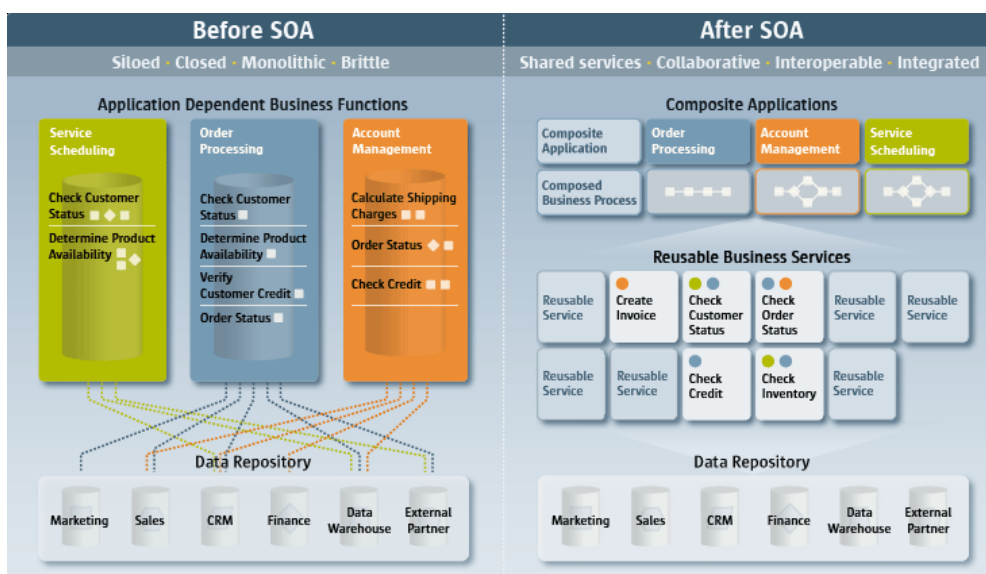 Before SOA
Siloed · Closed · Monolithic · Brittle
Application Dependent Business Functions
Service
Scheduling
Check Customer
Status
Determine Product
Availability
Order
Processing
Check Customer
Status
Determine Product
Availability
Verify
Customer Credit
Order Status
Account
Management
Calculate Shipping
Charges
Order Status
Check Credit
Data Repository
Marketing
Sales
CRM
Finance
Data
Warehouse
External
Partner
After SOA
Shared services · Collaborative · Interoperable · Integrated
Composite Applications
Composite
Application
Order
Processing
Account
Management
Service
Scheduling
Composed
Business Process
Reusable Business Services
Reusable
Service
Create
Invoice
Check
Customer
Status
Check
Order
Status
Reusable
Service
Reusable
Service
Reusable
Service
Reusable
Service
Check
Credit
Check
Inventory
Reusable
Service
Data Repository
Marketing
Sales
CRM
Finance
Data
Warehouse
External
Partner